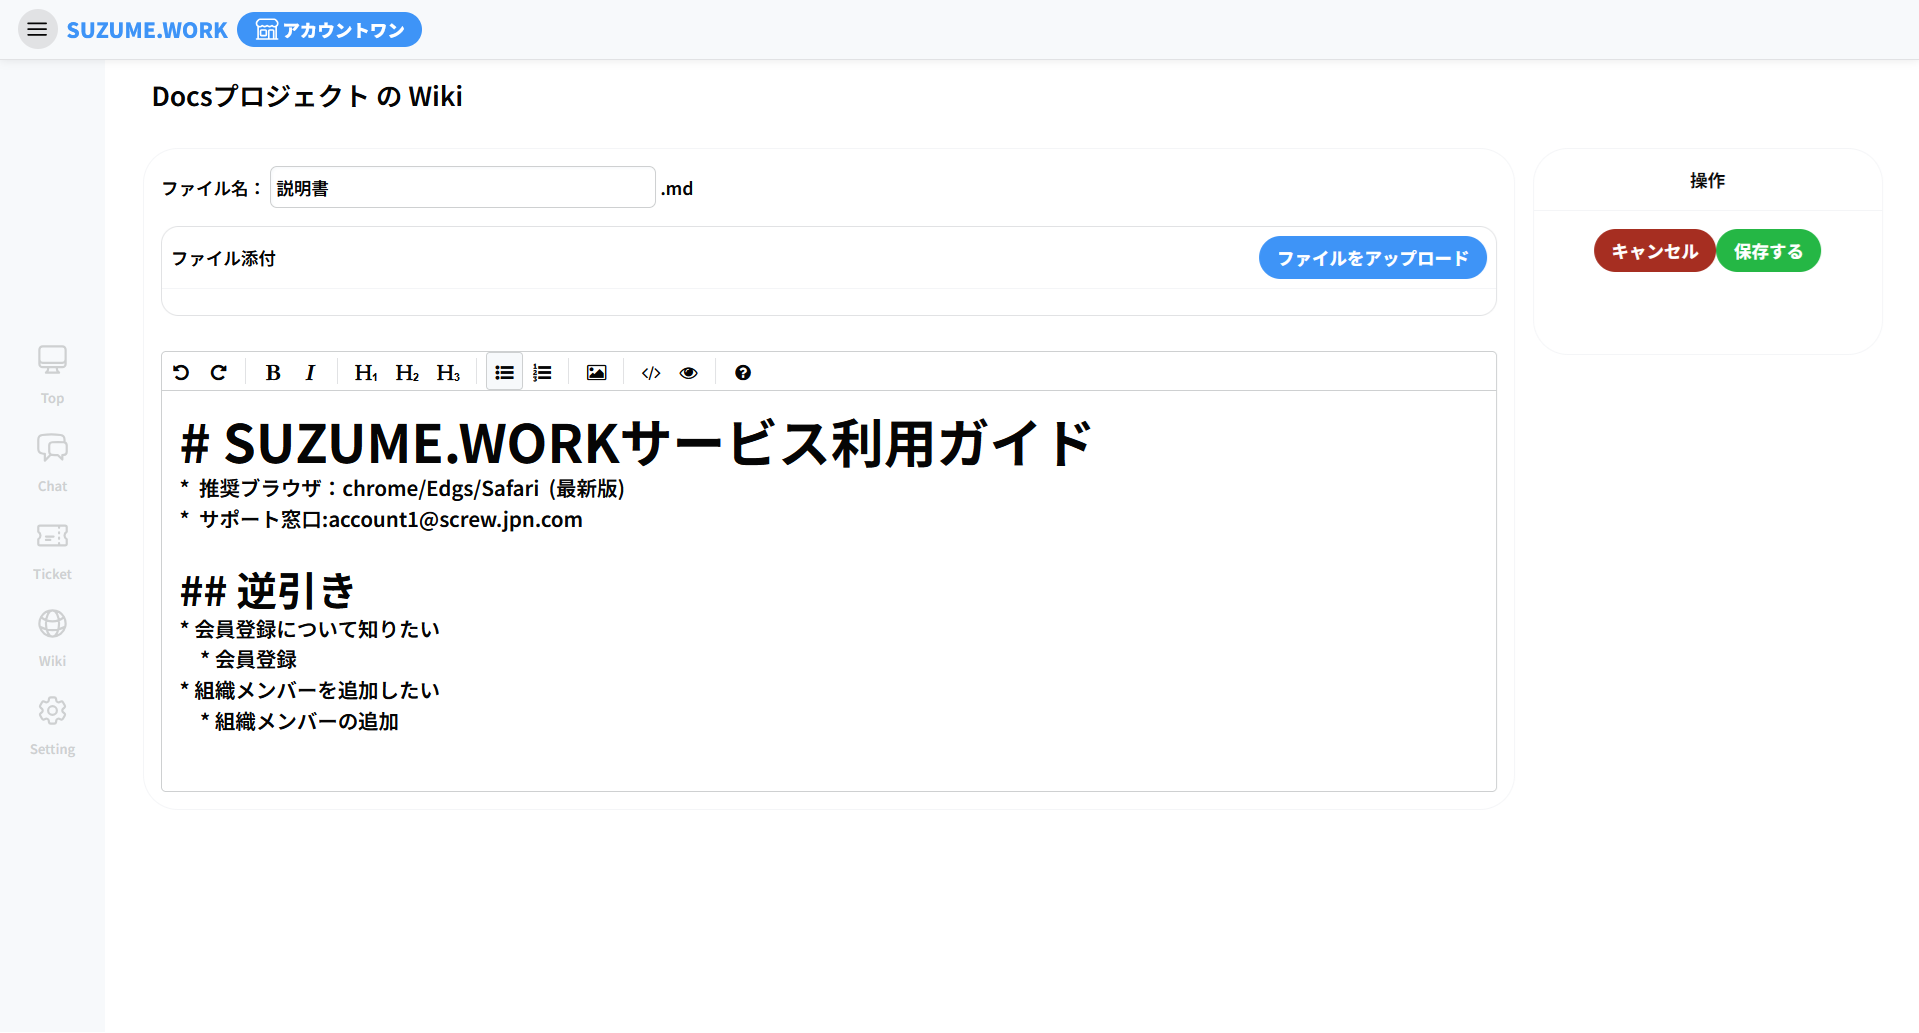 SUZUME.WORK アカウントワン
Docsプロジェクト の Wiki
ファイル名： 説明書 .md
ファイル添付 ファイルをアップロード
操作
キャンセル 保存する
B I H1 H2 H3
# SUZUME.WORKサービス利用ガイド
* 推奨ブラウザ：chrome/Edgs/Safari (最新版)
* サポート窓口:account1@screw.jpn.com
## 逆引き
* 会員登録について知りたい
* 会員登録
* 組織メンバーを追加したい
* 組織メンバーの追加
Top
Chat
Ticket
Wiki
Setting